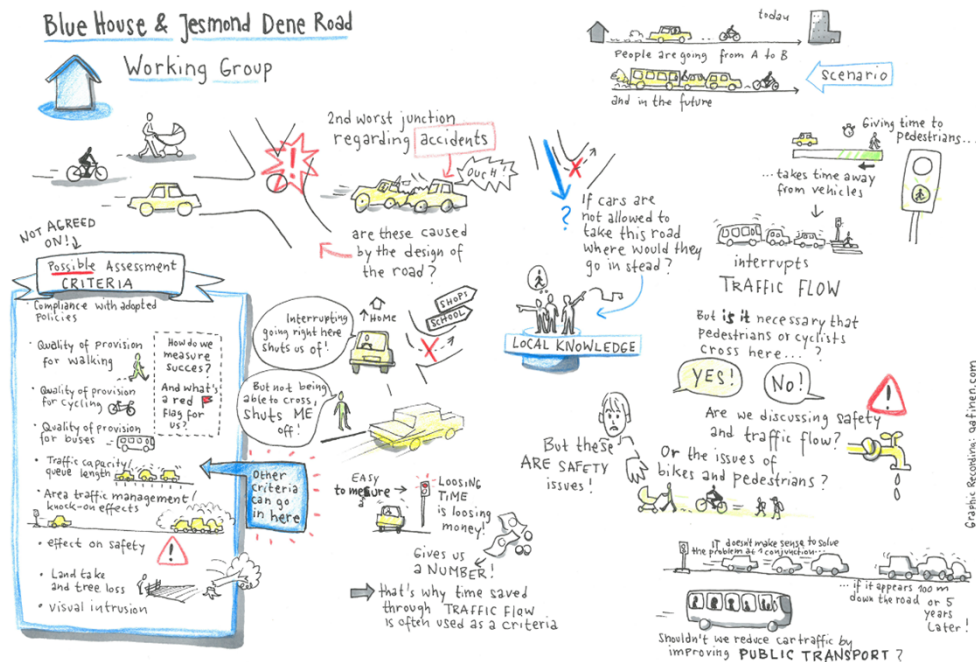 Blue House & Jesmond Dene Road
Working Group
2nd worst junction
regarding accidents
OUCH!
are these caused
by the design of
the road?
NOT AGREED
ON!
Possible Assessment
CRITERIA
• Compliance with adopted
policies
• Quality of provision
for walking
• Quality of provision
for cycling
• Quality of provision
for buses
• Traffic capacity/
queue length
• Area traffic management/
knock-on effects
• effect on safety
• Land take
and tree loss
• visual intrusion
How do we
measure
succes?
And what's
a red
flag for
us?
Other
criteria
can go
in here
HOME
Interrupting
going right here
shuts us of!
But not being
able to cross,
shuts ME
off!
SHOPS
SCHOOL
EASY
to measure
LOOSING
TIME
is loosing
money!
Gives us
a NUMBER!
that's why time saved
through TRAFFIC FLOW
is often used as a criteria
?
If cars are
not allowed to
take this road
where would they
go in stead?
LOCAL KNOWLEDGE
today
People are going from A to B
and in the future
scenario
Giving time to
pedestrians...
...takes time away
from vehicles
interrupts
TRAFFIC FLOW
But is it necessary that
pedestrians or cyclists
cross here...?
YES!
No!
Are we discussing safety
and traffic flow?
Or the issues of
bikes and pedestrians?
But these
ARE SAFETY
issues!
IT doesn't make sense to solve
the problem at 1 conjunction...
... if it appears 100 m
down the road or 5
years
later!
Shouldn't we reduce car traffic by
improving PUBLIC TRANSPORT?